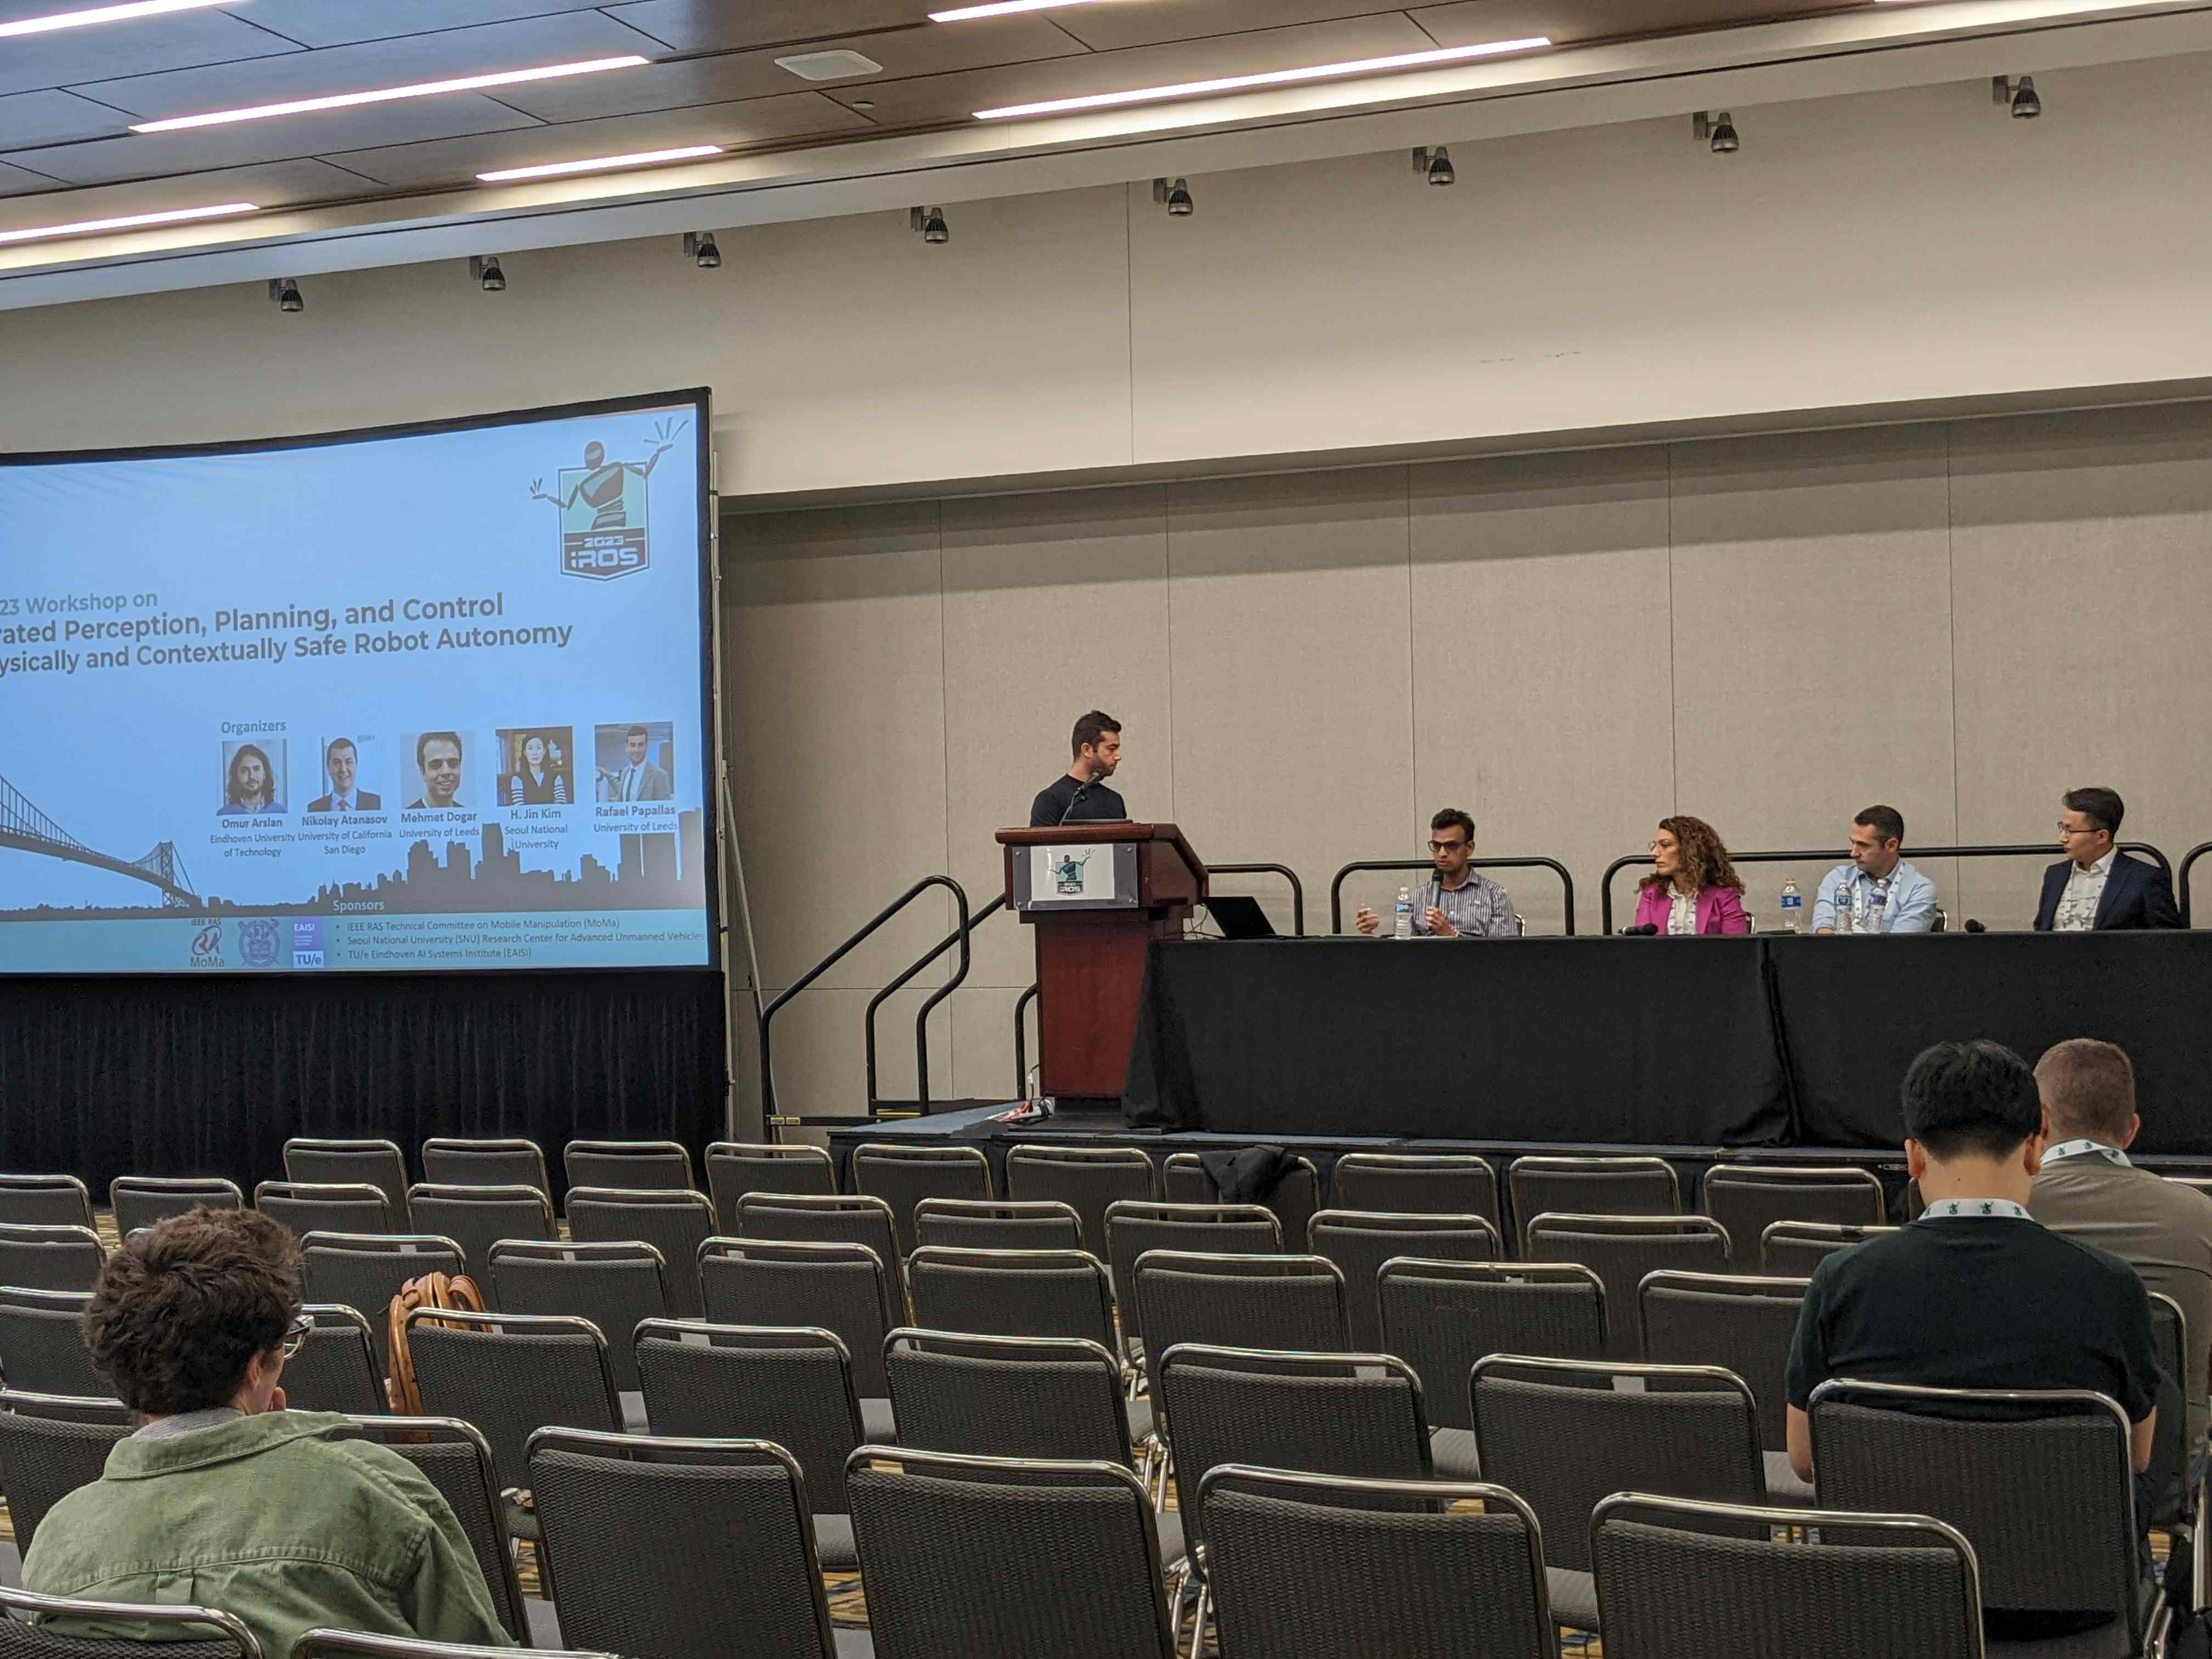 2023
iROS
23 Workshop on
rated Perception, Planning, and Control
ysically and Contextually Safe Robot Autonomy
Organizers
Omur Arslan
Eindhoven University
of Technology
Nikolay Atanasov
University of California
San Diego
Mehmet Dogar
University of Leeds
H. Jin Kim
Seoul National
University
Rafael Papallas
University of Leeds
Sponsors
IEEE RAS
MoMa
EAISI
TU/e
• IEEE RAS Technical Committee on Mobile Manipulation (MoMa)
• Seoul National University (SNU) Research Center for Advanced Unmanned Vehicles
• TU/e Eindhoven AI Systems Institute (EAISI)
2023
iROS